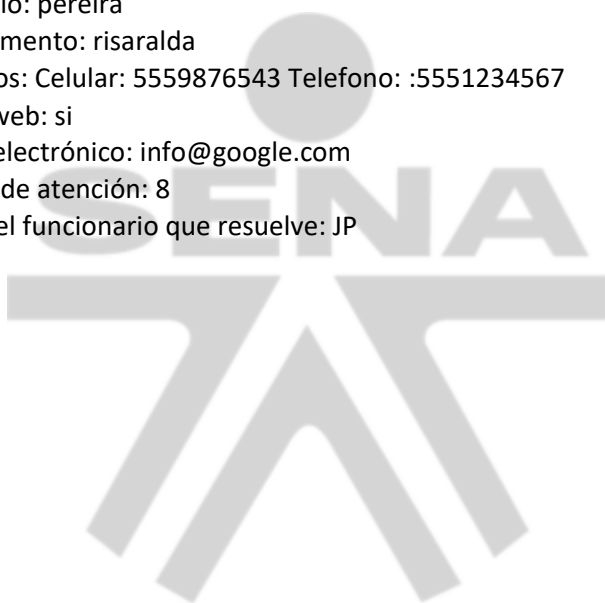 io: pereira
mento: risaralda
os: Celular: 5559876543 Telefono: :5551234567
web: si
electrónico: info@google.com
de atención: 8
el funcionario que resuelve: JP
SENA